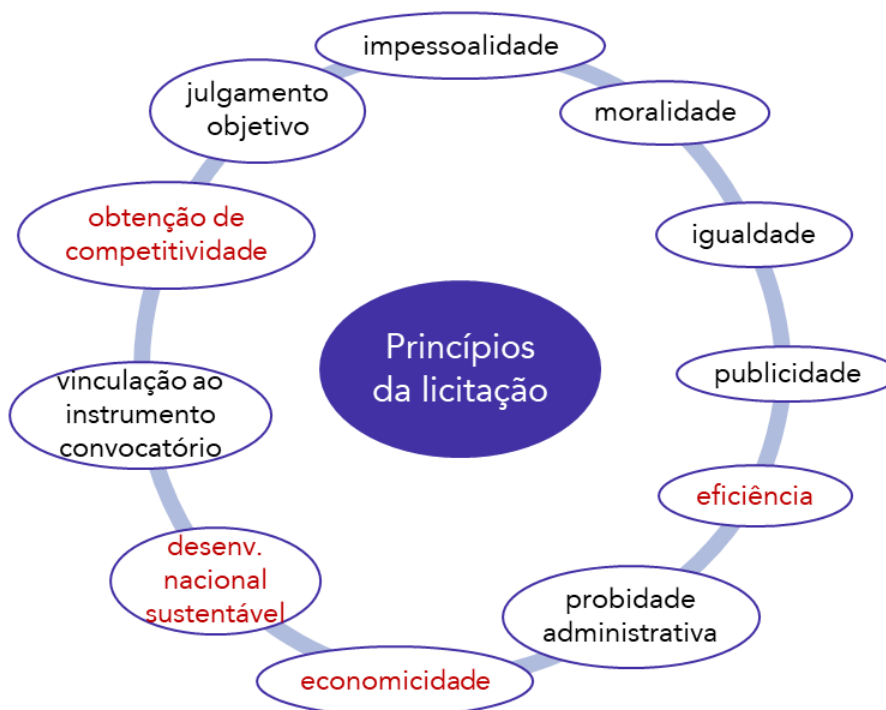 impessoalidade
julgamento
objetivo
moralidade
obtenção de
competitividade
igualdade
Princípios
da licitação
publicidade
vinculação ao
instrumento
convocatório
eficiência
desenv.
nacional
sustentável
probidade
administrativa
economicidade